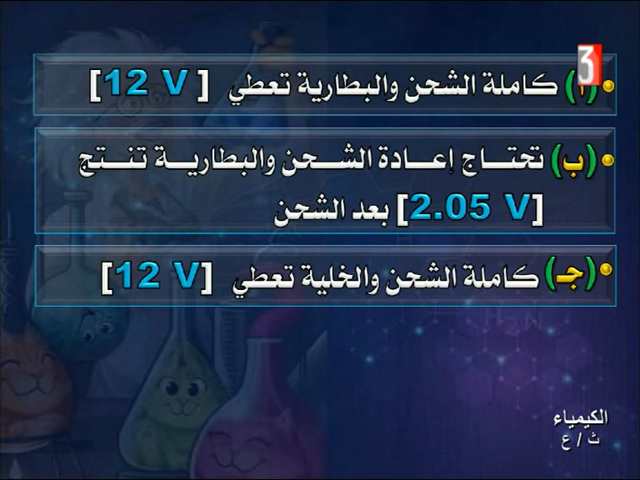 3
(أ) كاملة الشحن والبطارية تعطي [12 V]
(ب) تحتاج إعادة الشحن والبطارية تنتج
[2.05 V] بعد الشحن
(جـ) كاملة الشحن والخلية تعطي [12 V]
الكيمياء
ث / ع